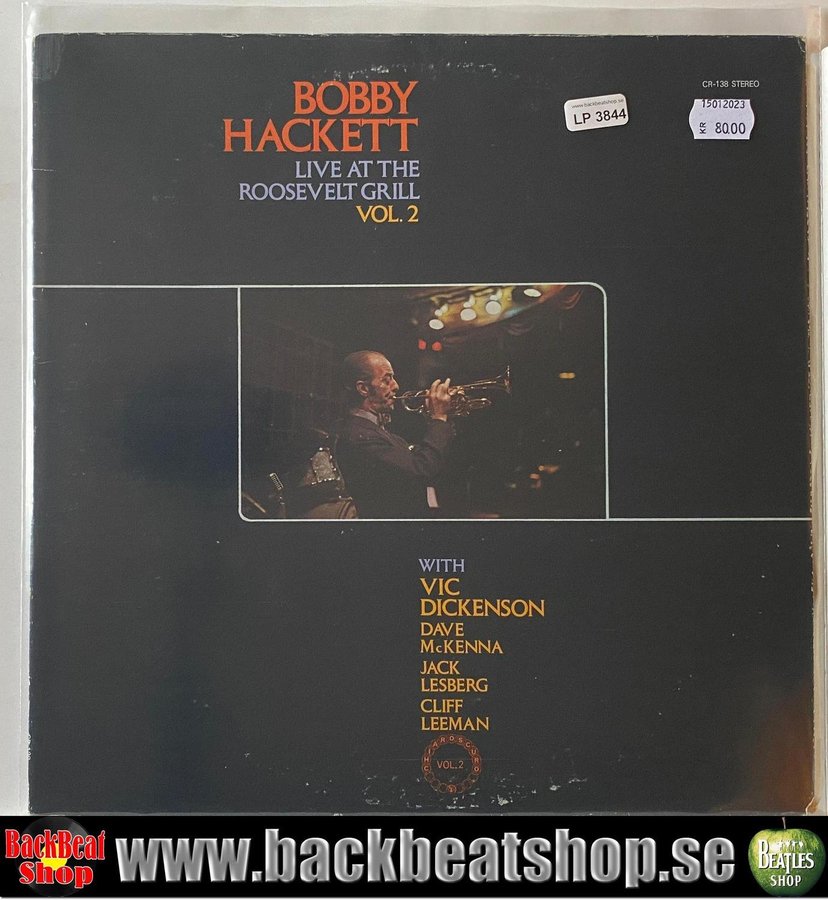 BOBBY
HACKETT
LIVE AT THE
ROOSEVELT GRILL
VOL. 2
www.backbeatshop.se
LP 3844
CR-138 STEREO
15012023
KR 80.00
WITH
VIC
DICKENSON
DAVE
McKENNA
JACK
LESBERG
CLIFF
LEEMAN
CHIAROSCURO
VOL. 2
BackBeat
Shop
www.backbeatshop.se
BEATLES
SHOP